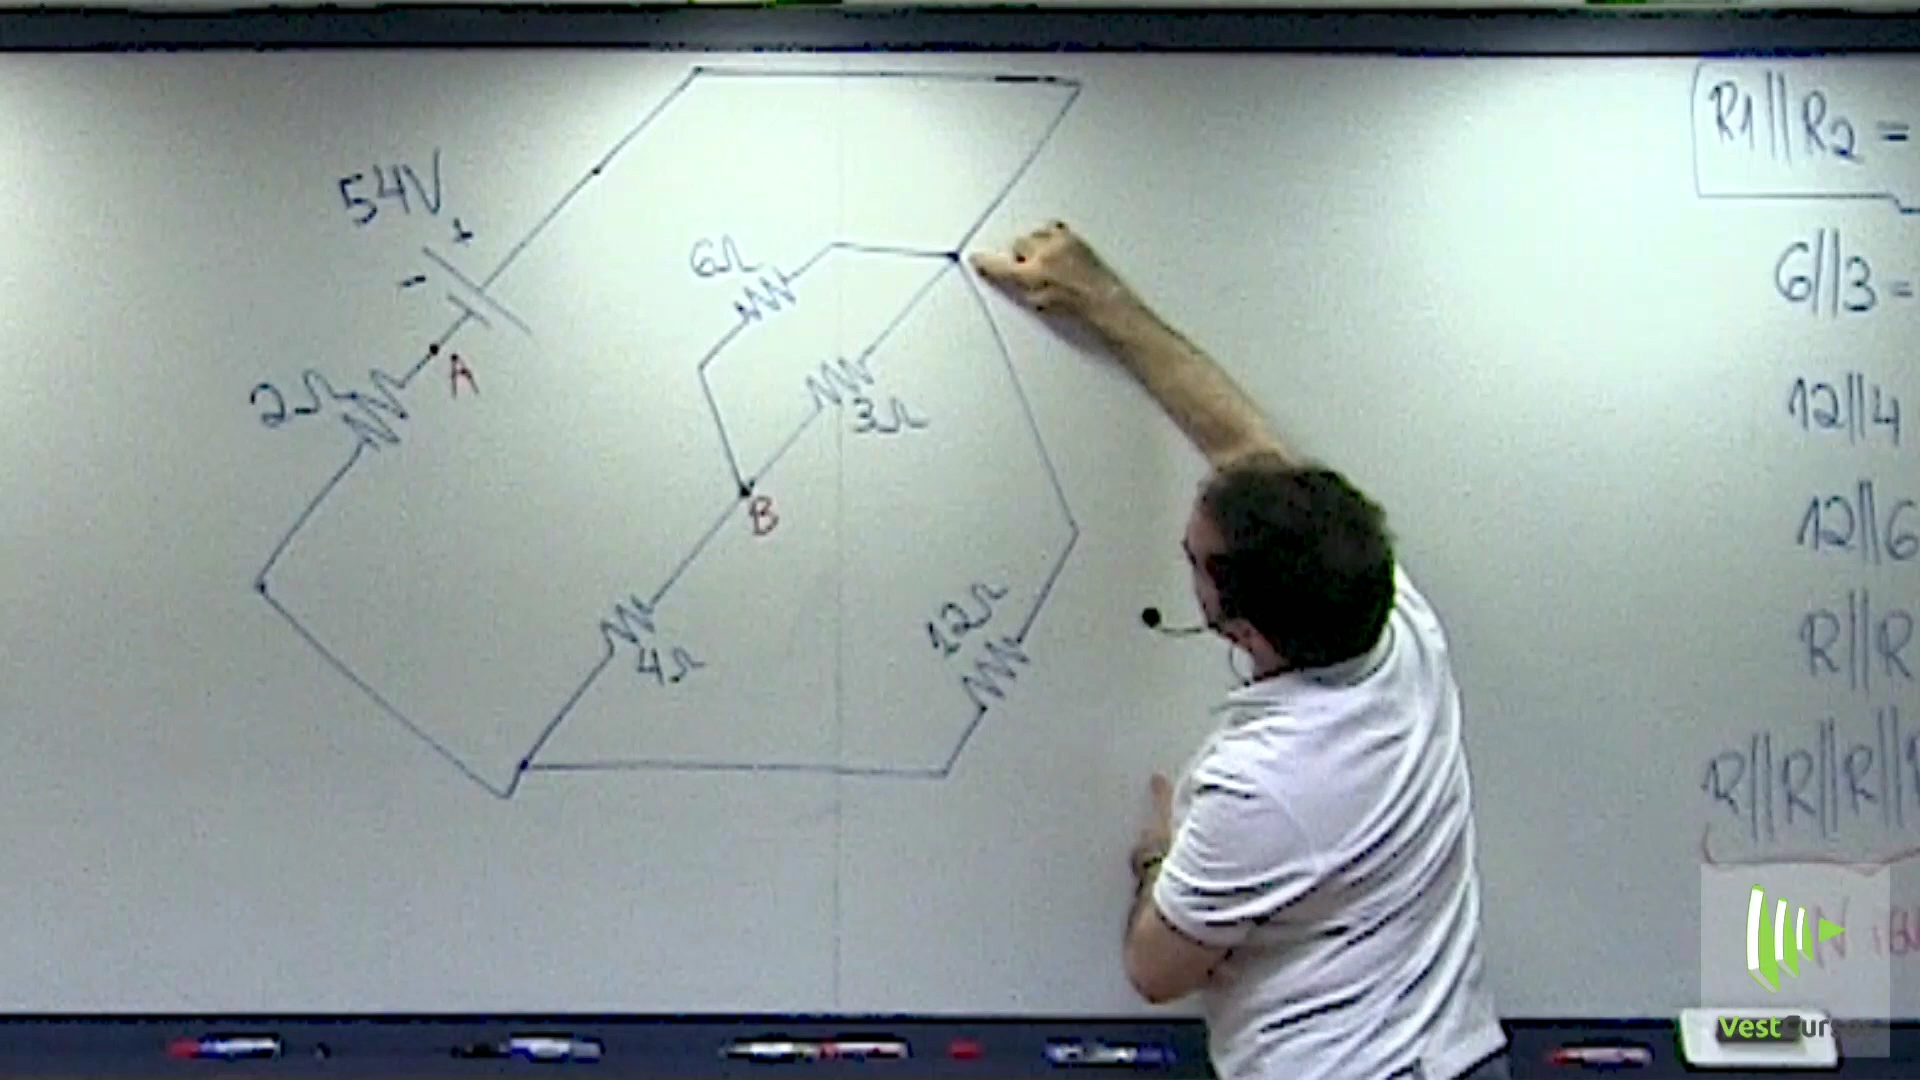 54V
+
-
2Ω
A
6Ω
3Ω
B
4Ω
12Ω
R1||R2 =
6||3 =
12||4
12||6
R||R
R||R||R||
N
VestCursos